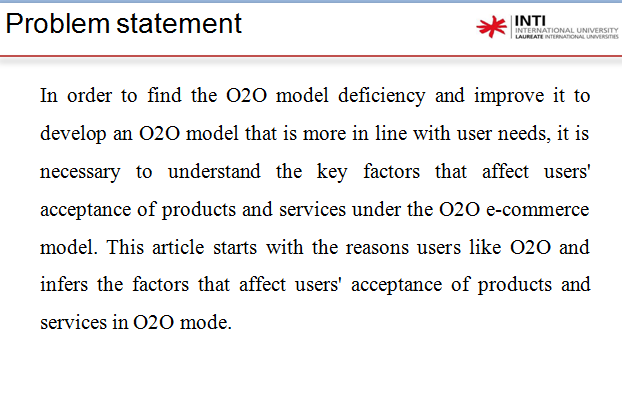 Problem statement
INTI
INTERNATIONAL UNIVERSITY
LAUREATE INTERNATIONAL UNIVERSITIES
In order to find the O2O model deficiency and improve it to
develop an O2O model that is more in line with user needs, it is
necessary to understand the key factors that affect users'
acceptance of products and services under the O2O e-commerce
model. This article starts with the reasons users like O2O and
infers the factors that affect users' acceptance of products and
services in O2O mode.